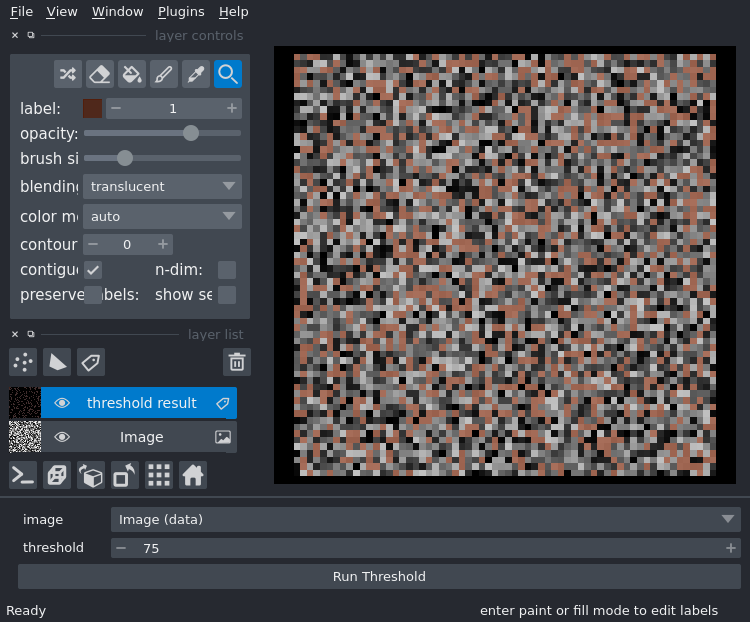 File View Window Plugins Help
layer controls
label: 1
opacity:
brush si
blending translucent
color m auto
contour 0
contigu n-dim:
preserve abels: show se
layer list
threshold result
Image
image Image (data)
threshold 75
Run Threshold
Ready enter paint or fill mode to edit labels